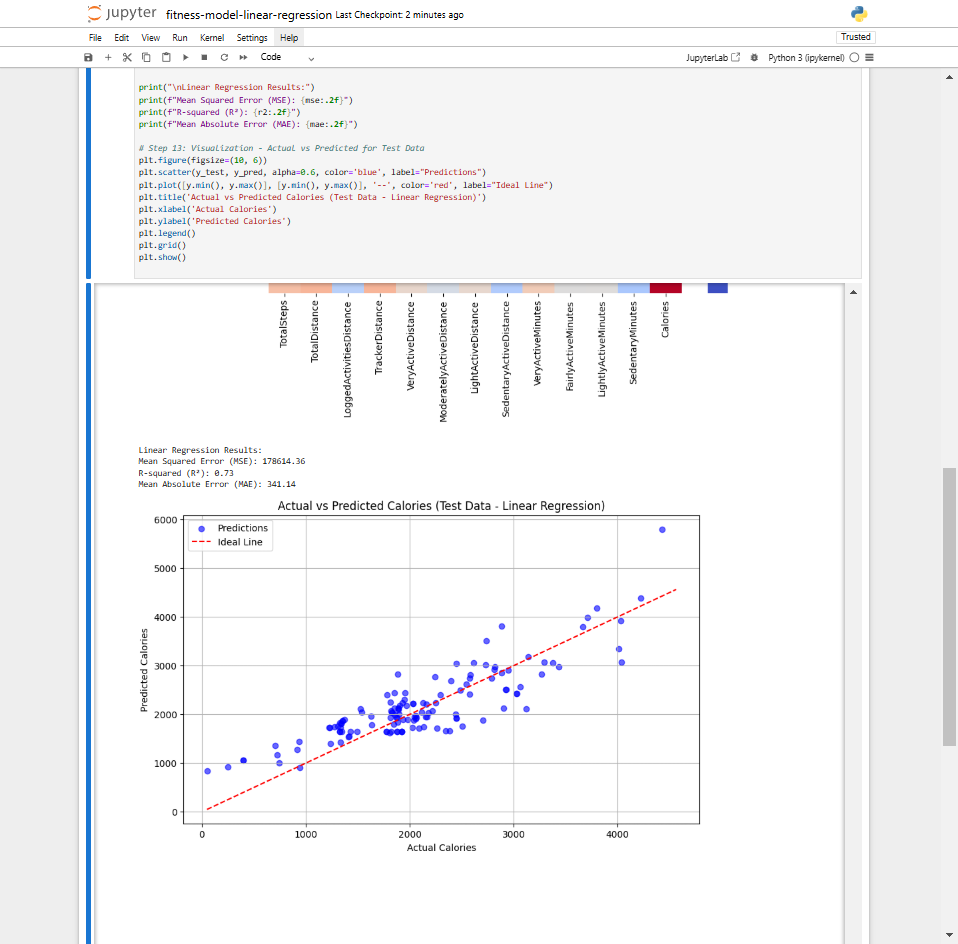 jupyter fitness-model-linear-regression Last Checkpoint: 2 minutes ago
File Edit View Run Kernel Settings Help
Trusted
Code
JupyterLab
Python 3 (ipykernel)
print("\nLinear Regression Results:")
print(f"Mean Squared Error (MSE): {mse:.2f}")
print(f"R-squared (R²): {r2:.2f}")
print(f"Mean Absolute Error (MAE): {mae:.2f}")
# Step 13: Visualization - Actual vs Predicted for Test Data
plt.figure(figsize=(10, 6))
plt.scatter(y_test, y_pred, alpha=0.6, color='blue', label="Predictions")
plt.plot([y.min(), y.max()], [y.min(), y.max()], '--', color='red', label="Ideal Line")
plt.title('Actual vs Predicted Calories (Test Data - Linear Regression)')
plt.xlabel('Actual Calories')
plt.ylabel('Predicted Calories')
plt.legend()
plt.grid()
plt.show()
TotalSteps
TotalDistance
LoggedActivitiesDistance
TrackerDistance
VeryActiveDistance
ModeratelyActiveDistance
LightActiveDistance
SedentaryActiveDistance
VeryActiveMinutes
FairlyActiveMinutes
LightlyActiveMinutes
SedentaryMinutes
Calories
Linear Regression Results:
Mean Squared Error (MSE): 178614.36
R-squared (R²): 0.73
Mean Absolute Error (MAE): 341.14
Actual vs Predicted Calories (Test Data - Linear Regression)
Predictions
Ideal Line
6000
5000
4000
3000
2000
1000
0
Predicted Calories
0 1000 2000 3000 4000
Actual Calories